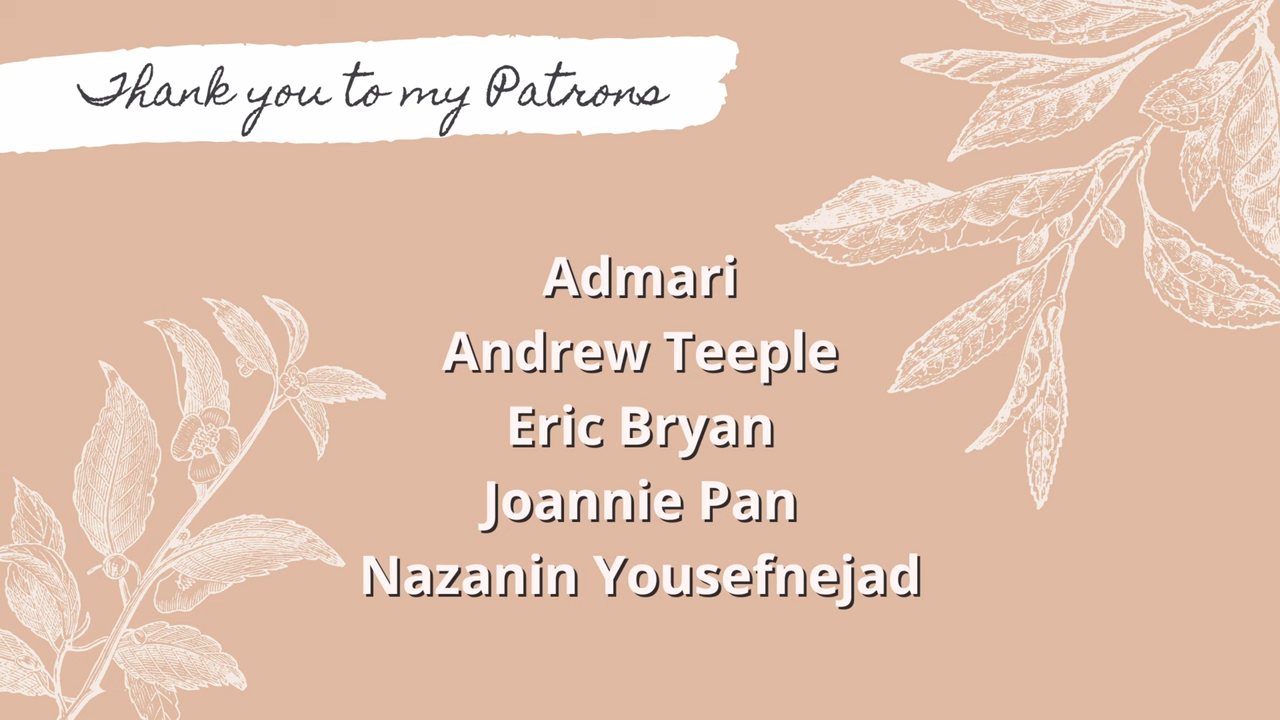 Thank you to my Patrons
Admari
Andrew Teeple
Eric Bryan
Joannie Pan
Nazanin Yousefnejad